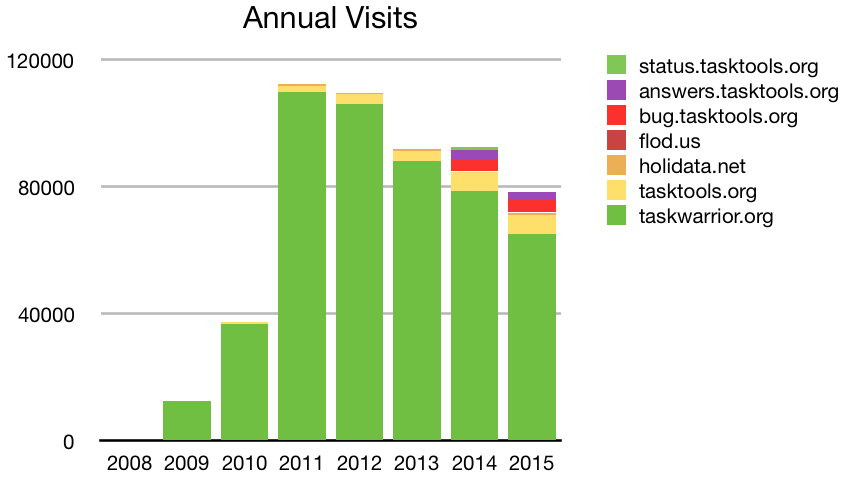 Annual Visits
120000
80000
40000
0
2008 2009 2010 2011 2012 2013 2014 2015
status.tasktools.org
answers.tasktools.org
bug.tasktools.org
flod.us
holidata.net
tasktools.org
taskwarrior.org